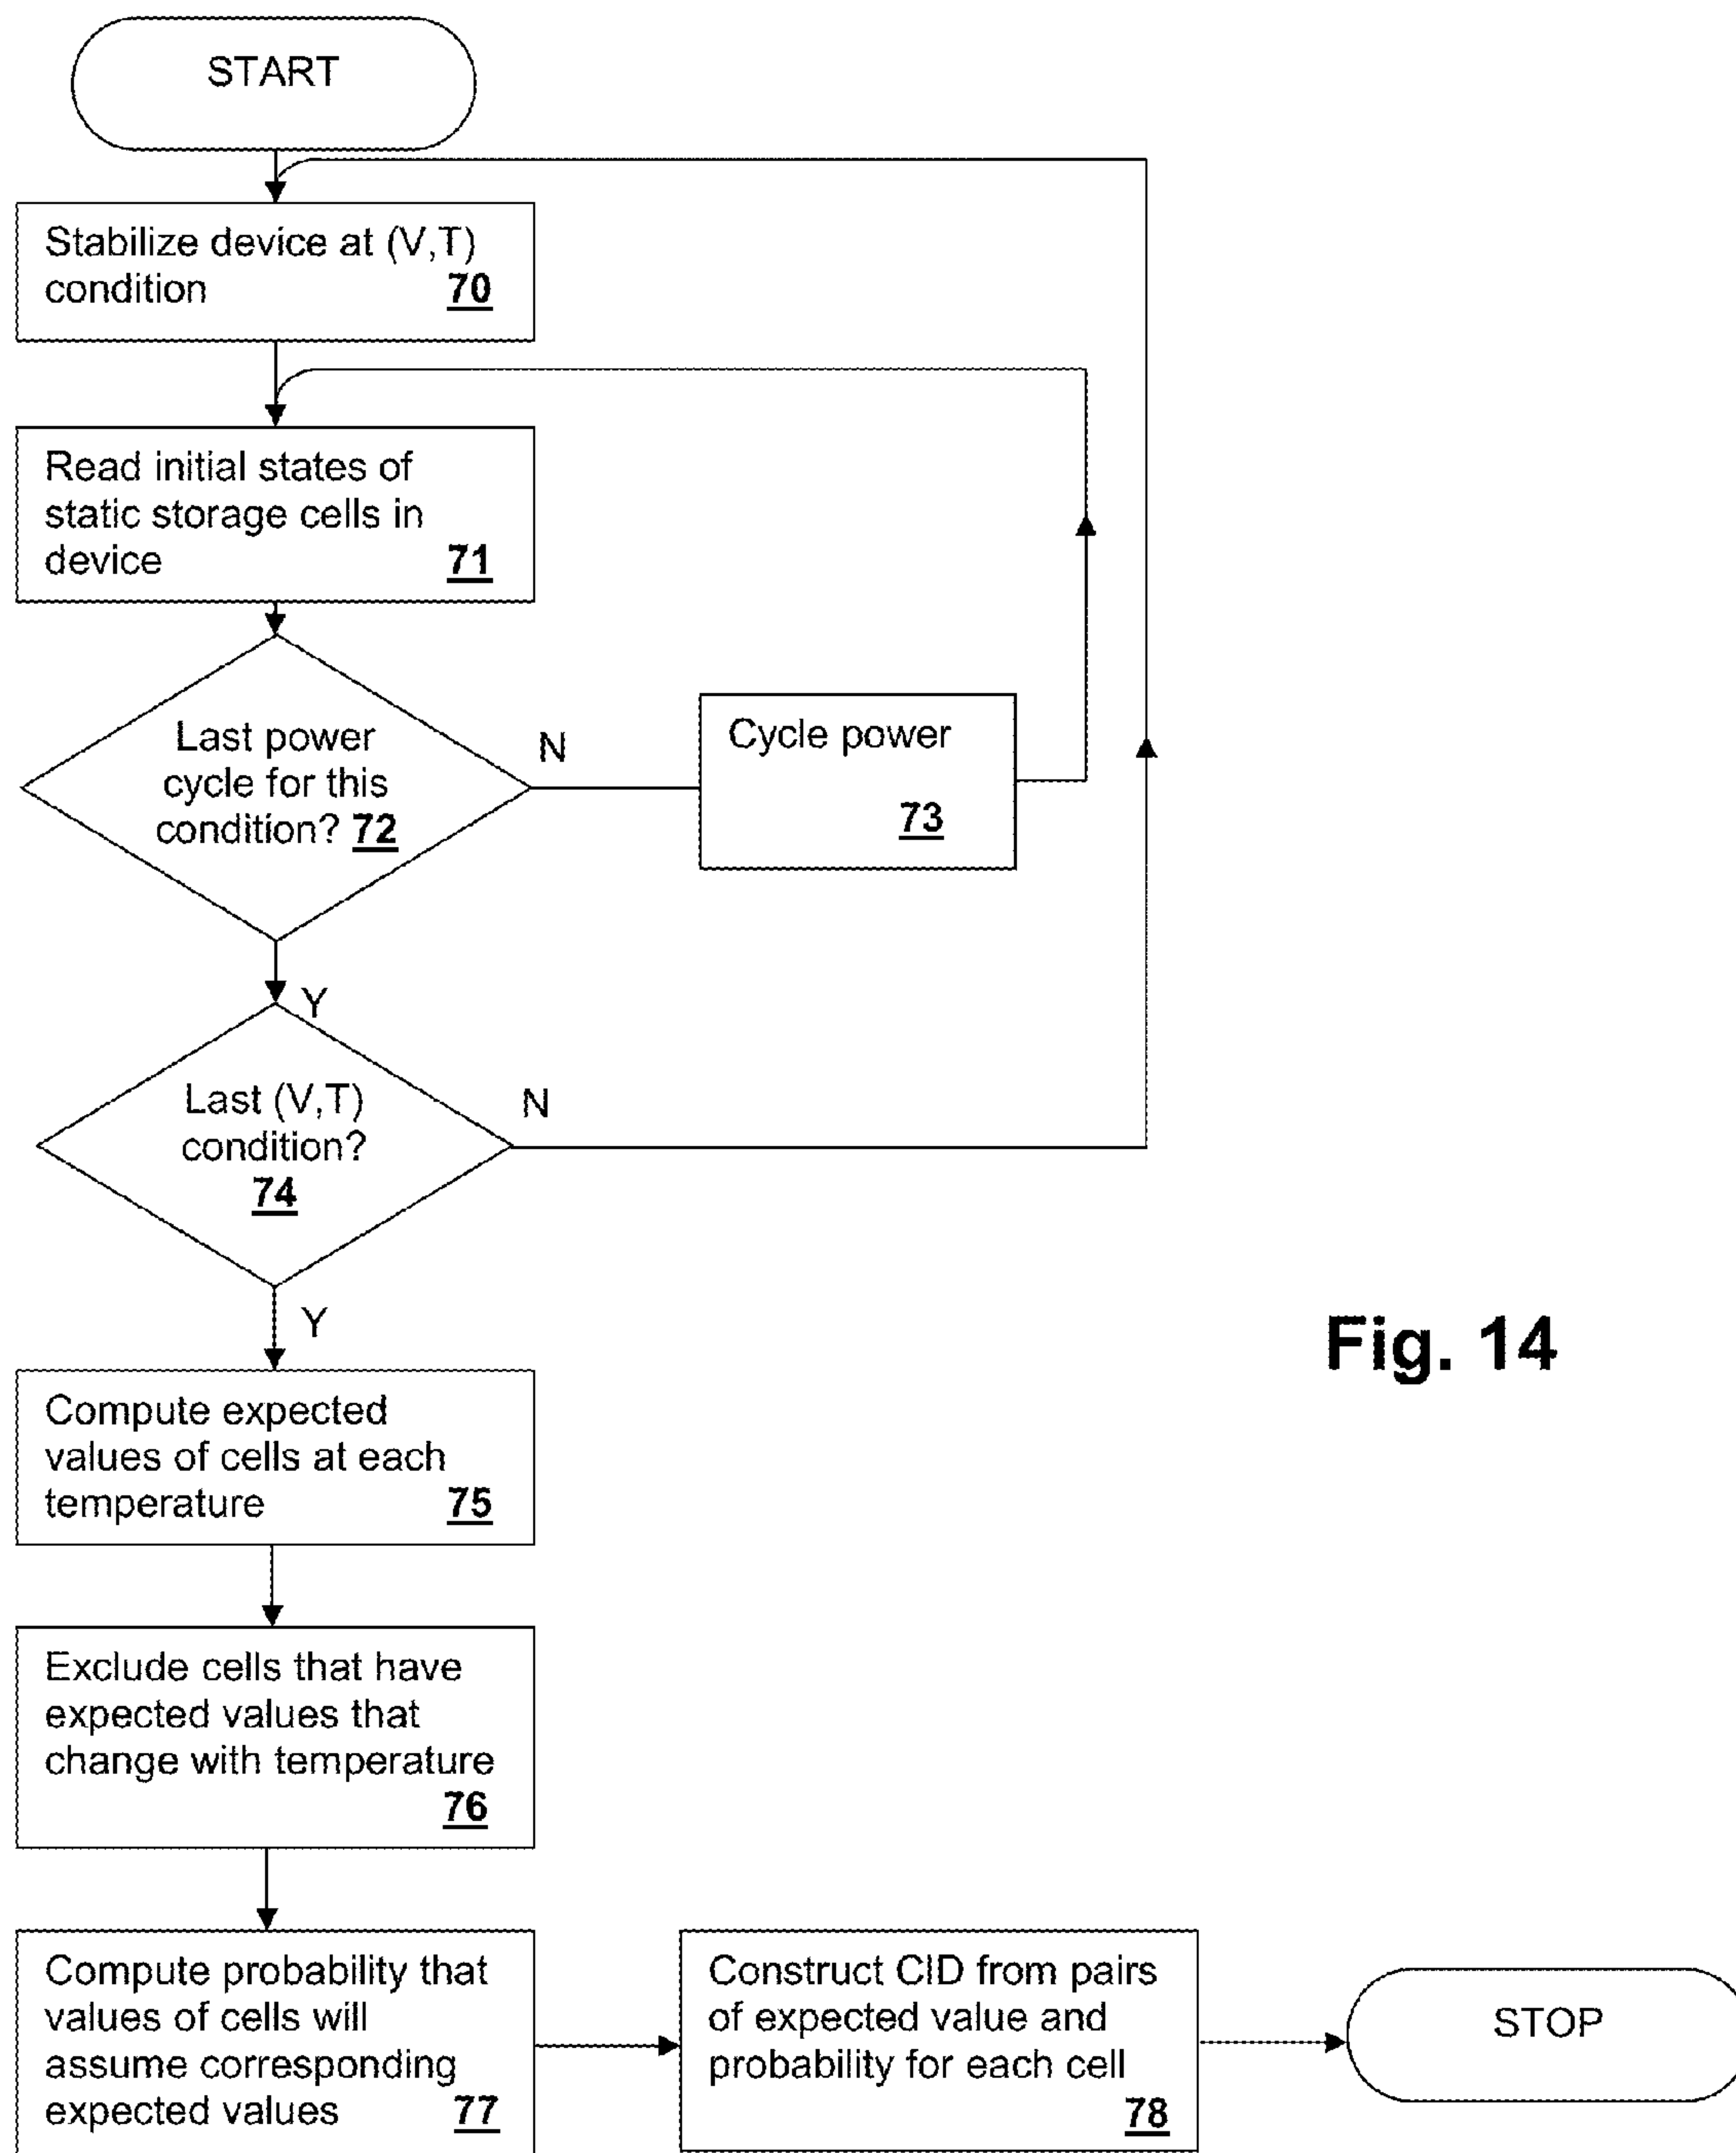 START
Stabilize device at (V,T)
condition 70
Read initial states of
static storage cells in
device 71
Last power
cycle for this
condition? 72
N
Cycle power
73
Y
Last (V,T)
condition?
74
N
Y
Compute expected
values of cells at each
temperature 75
Fig. 14
Exclude cells that have
expected values that
change with temperature
76
Compute probability that
values of cells will
assume corresponding
expected values 77
Construct CID from pairs
of expected value and
probability for each cell
78
STOP